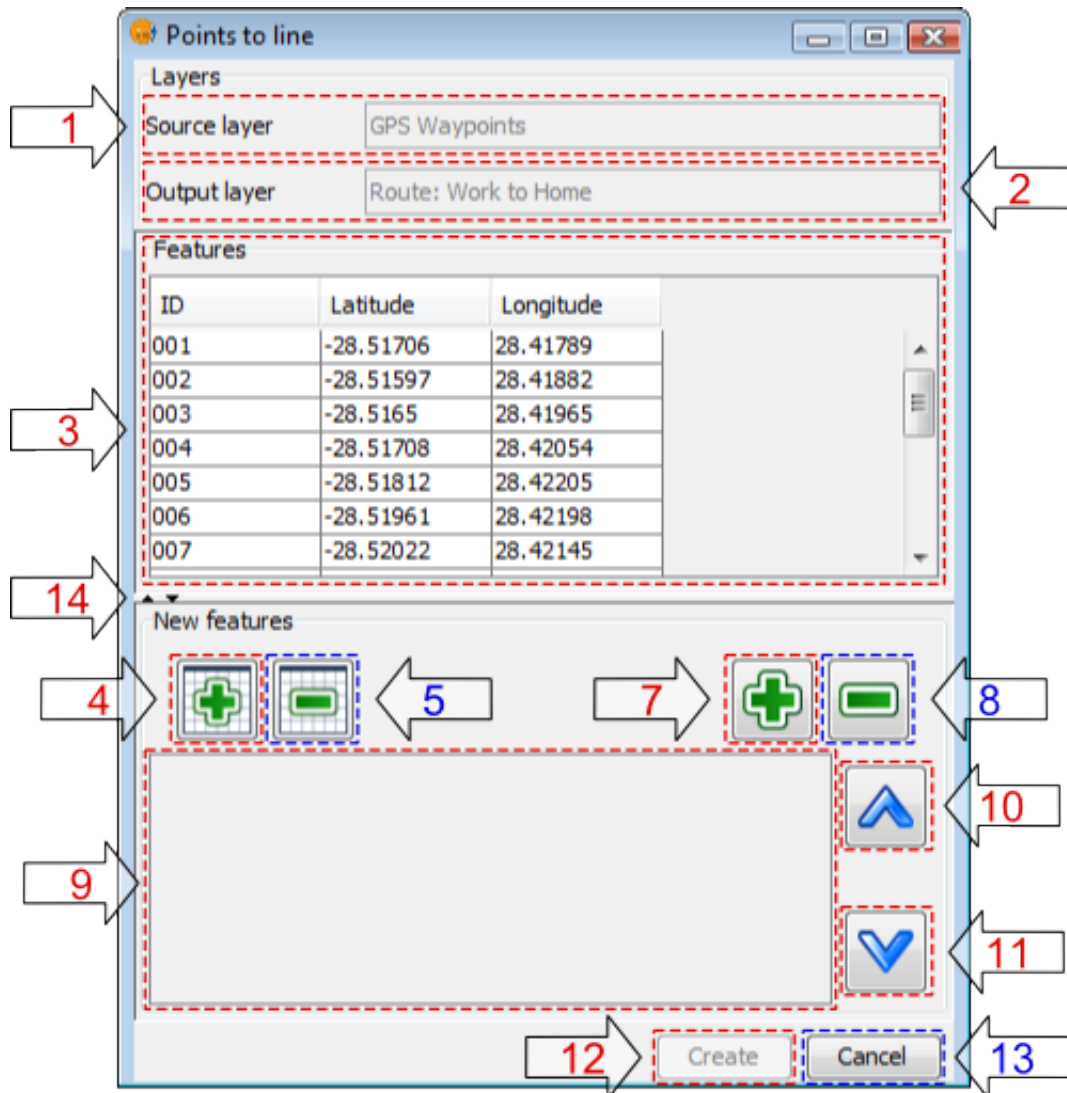 Points to line
Layers
1
Source layer GPS Waypoints
Output layer Route: Work to Home
2
Features
ID Latitude Longitude
001 -28.51706 28.41789
002 -28.51597 28.41882
003 -28.5165 28.41965
3
004 -28.51708 28.42054
005 -28.51812 28.42205
006 -28.51961 28.42198
007 -28.52022 28.42145
14
New features
4 5 7 8
10
9
11
12 Create Cancel 13